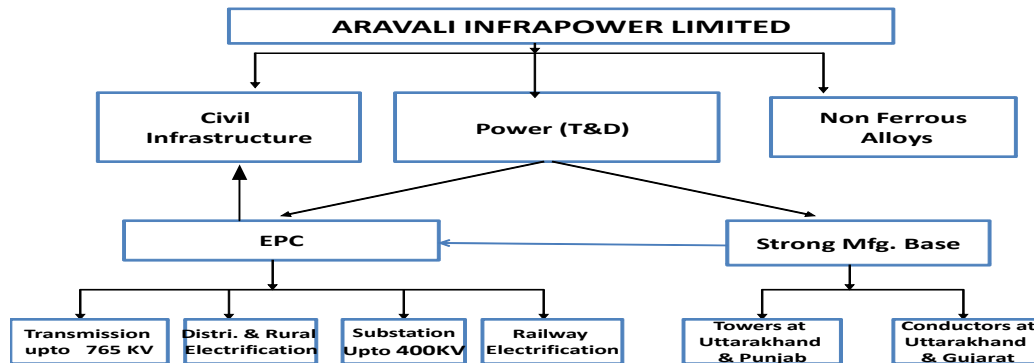 ARAVALI INFRAPOWER LIMITED
Civil
Infrastructure
Power (T&D)
Non Ferrous
Alloys
EPC
Strong Mfg. Base
Transmission
upto 765 KV
Distri. & Rural
Electrification
Substation
Upto 400KV
Railway
Electrification
Towers at
Uttarakhand
& Punjab
Conductors at
Uttarakhand
& Gujarat